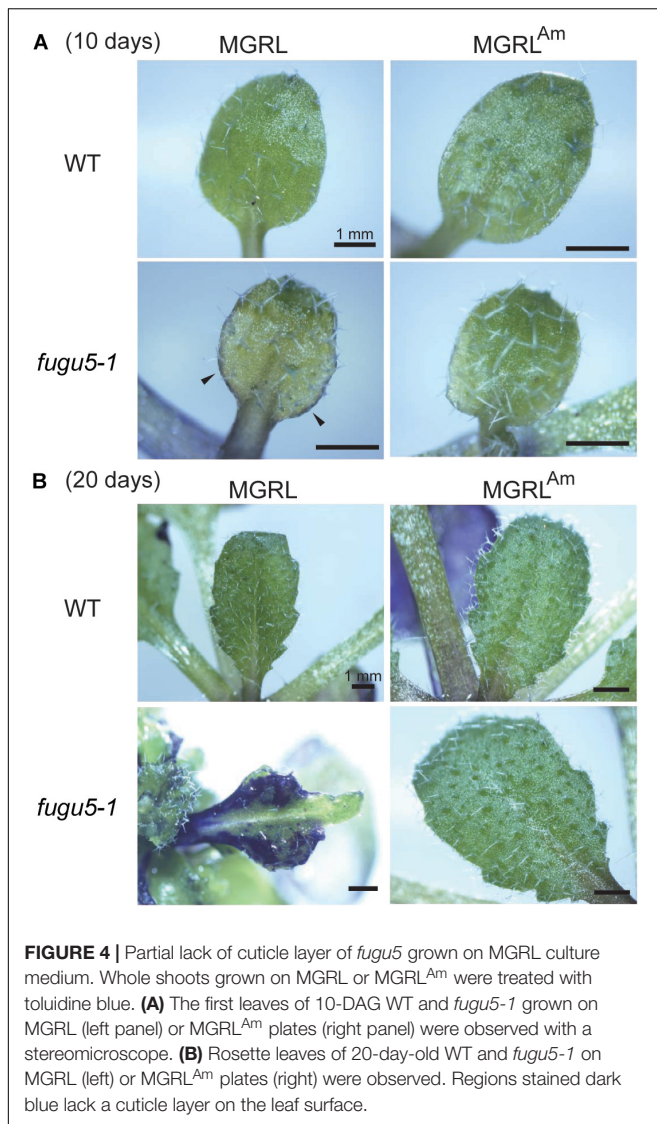 A (10 days)
MGRL MGRL^Am
WT
1 mm
fugu5-1
B (20 days)
MGRL MGRL^Am
WT
1 mm
fugu5-1
FIGURE 4 | Partial lack of cuticle layer of fugu5 grown on MGRL culture
medium. Whole shoots grown on MGRL or MGRL^Am were treated with
toluidine blue. (A) The first leaves of 10-DAG WT and fugu5-1 grown on
MGRL (left panel) or MGRL^Am plates (right panel) were observed with a
stereomicroscope. (B) Rosette leaves of 20-day-old WT and fugu5-1 on
MGRL (left) or MGRL^Am plates (right) were observed. Regions stained dark
blue lack a cuticle layer on the leaf surface.